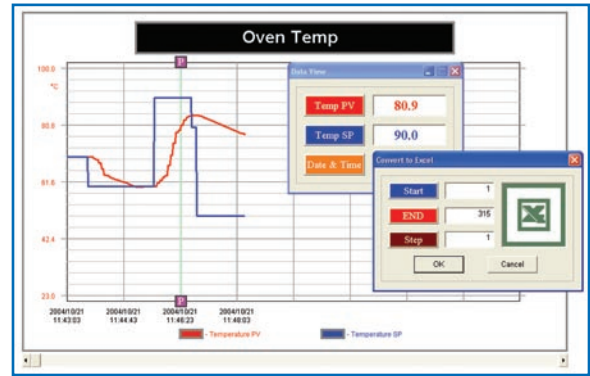 Oven Temp
P
100.0
°C
80.8
61.6
42.4
23.0
Data View
Temp PV 80.9
Temp SP 90.0
Date & Time
Convert to Excel
Start 1
END 315
Step 1
OK Cancel
P
2004/10/21 2004/10/21 2004/10/21 2004/10/21
11:43:03 11:44:43 11:46:23 11:48:03
- Temperature PV - Temperature SP